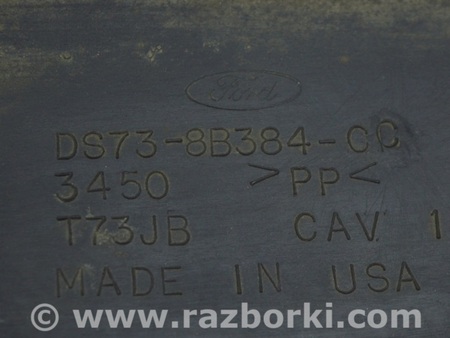 Ford
DS73-8B384-CC
3450 >PP<
T73JB CAV 1
MADE IN USA
© www.razborki.com